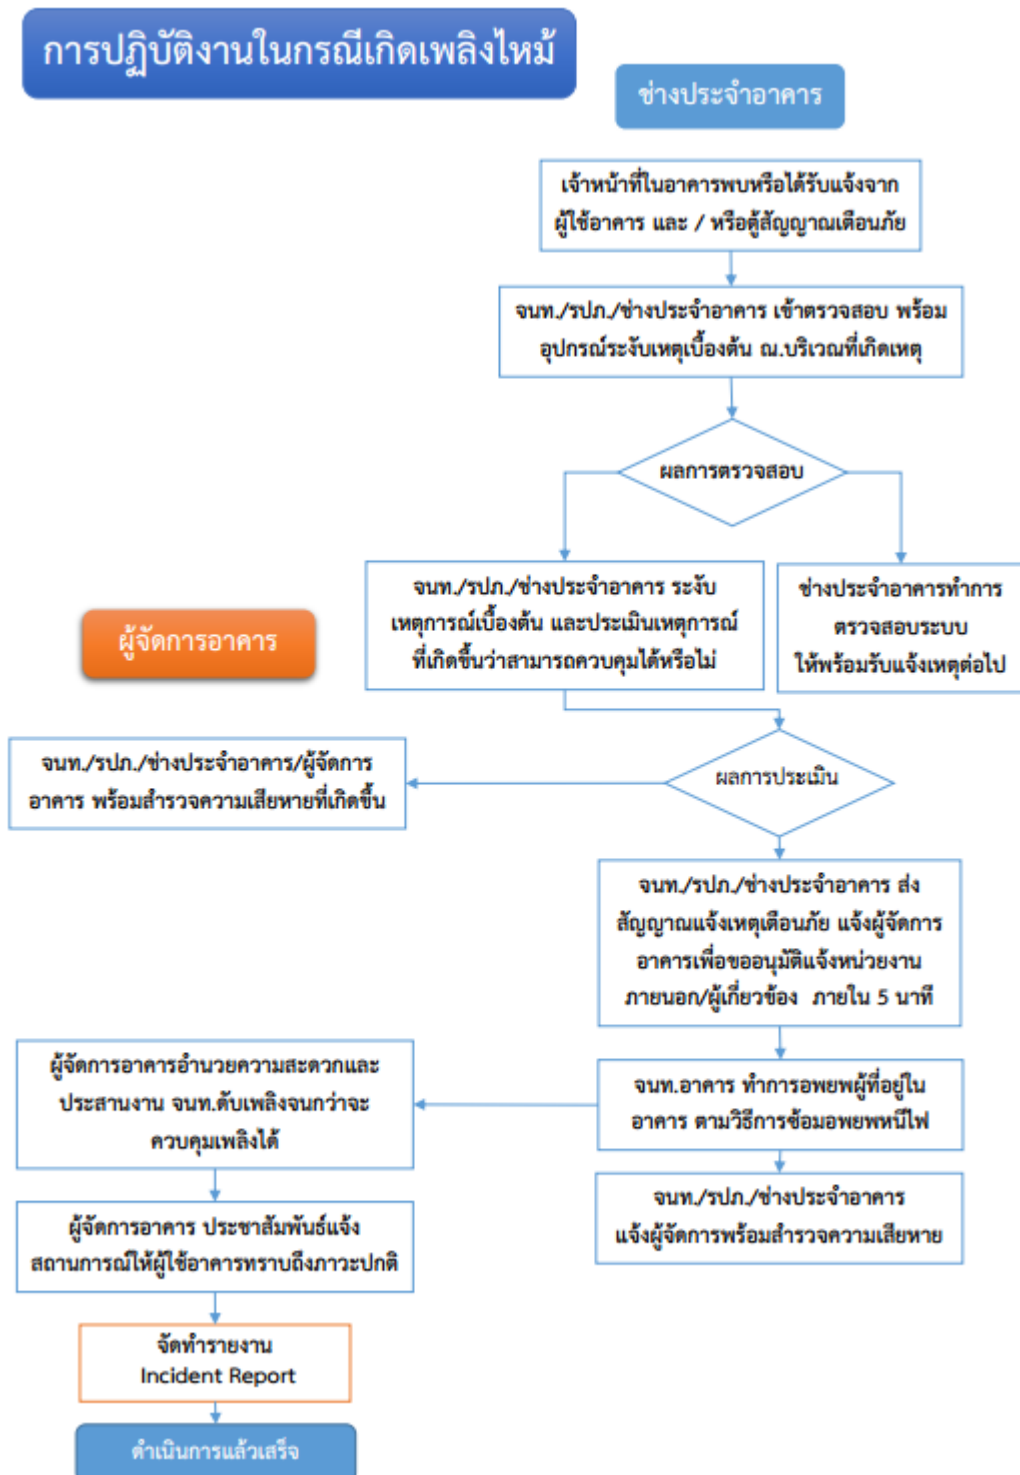 การปฏิบัติงานในกรณีเกิดเพลิงไหม้
ช่างประจำอาคาร
เจ้าหน้าที่ในอาคารพบหรือได้รับแจ้งจาก
ผู้ใช้อาคาร และ / หรือตู้สัญญาณเตือนภัย
จนท./รปภ./ช่างประจำอาคาร เข้าตรวจสอบ พร้อม
อุปกรณ์ระงับเหตุเบื้องต้น ณ.บริเวณที่เกิดเหตุ
ผลการตรวจสอบ
จนท./รปภ./ช่างประจำอาคาร ระงับ
เหตุการณ์เบื้องต้น และประเมินเหตุการณ์
ที่เกิดขึ้นว่าสามารถควบคุมได้หรือไม่
ช่างประจำอาคารทำการ
ตรวจสอบระบบ
ให้พร้อมรับแจ้งเหตุต่อไป
ผู้จัดการอาคาร
จนท./รปภ./ช่างประจำอาคาร/ผู้จัดการ
อาคาร พร้อมสำรวจความเสียหายที่เกิดขึ้น
ผลการประเมิน
จนท./รปภ./ช่างประจำอาคาร ส่ง
สัญญาณแจ้งเหตุเตือนภัย แจ้งผู้จัดการ
อาคารเพื่อขออนุมัติแจ้งหน่วยงาน
ภายนอก/ผู้เกี่ยวข้อง ภายใน 5 นาที
ผู้จัดการอาคารอำนวยความสะดวกและ
ประสานงาน จนท.ดับเพลิงจนกว่าจะ
ควบคุมเพลิงได้
จนท.อาคาร ทำการอพยพผู้ที่อยู่ใน
อาคาร ตามวิธีการซ้อมอพยพหนีไฟ
จนท./รปภ./ช่างประจำอาคาร
แจ้งผู้จัดการพร้อมสำรวจความเสียหาย
ผู้จัดการอาคาร ประชาสัมพันธ์แจ้ง
สถานการณ์ให้ผู้ใช้อาคารทราบถึงภาวะปกติ
จัดทำรายงาน
Incident Report
ดำเนินการแล้วเสร็จ